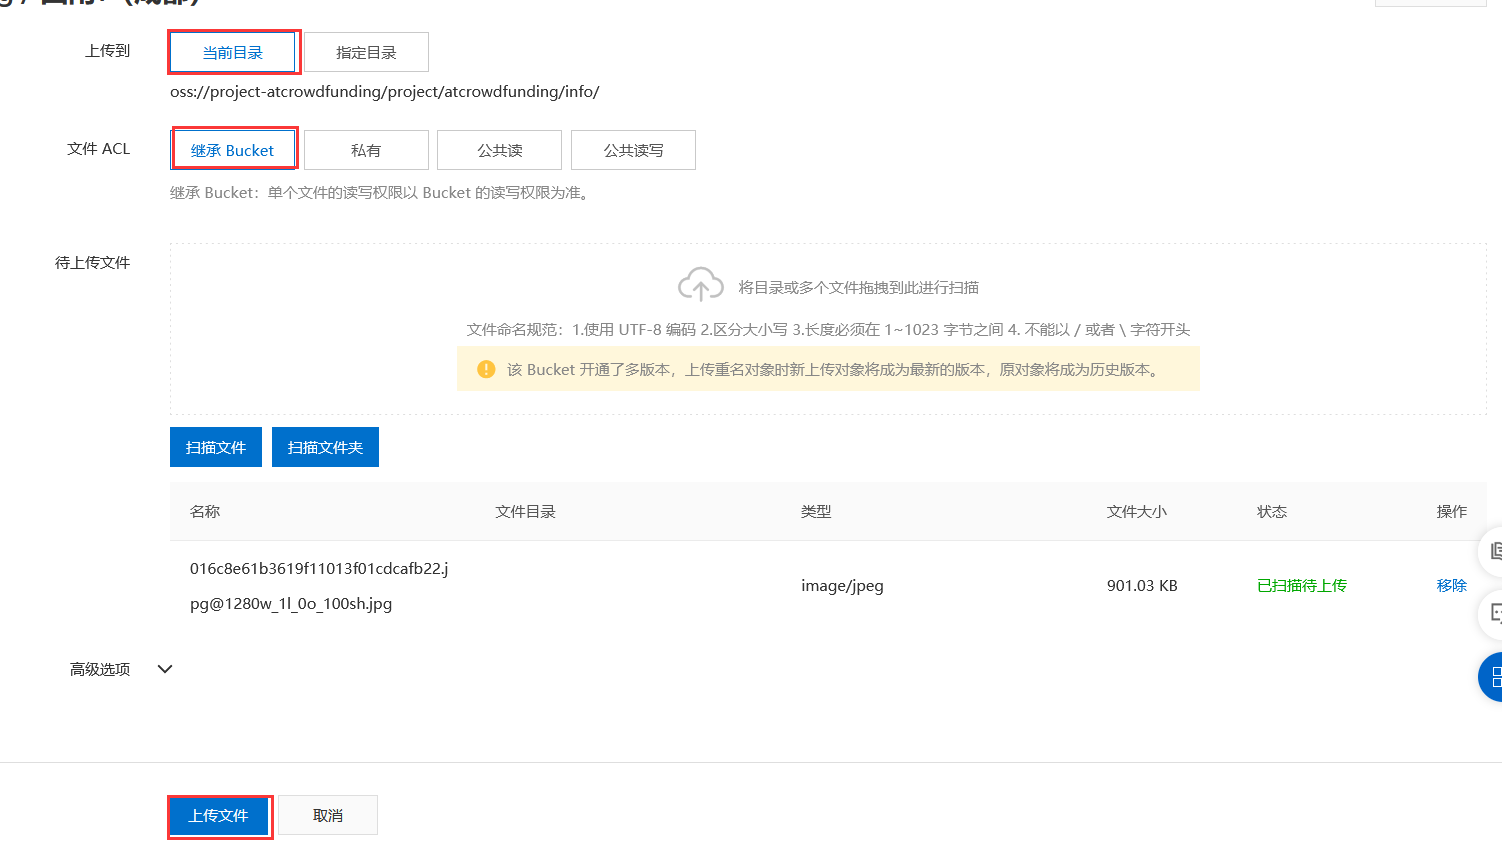 上传到
当前目录
指定目录
oss://project-atcrowdfunding/project/atcrowdfunding/info/
文件 ACL
继承 Bucket
私有
公共读
公共读写
继承 Bucket：单个文件的读写权限以 Bucket 的读写权限为准。
待上传文件
将目录或多个文件拖拽到此进行扫描
文件命名规范：1.使用 UTF-8 编码 2.区分大小写 3.长度必须在 1~1023 字节之间 4. 不能以 / 或者 \ 字符开头
该 Bucket 开通了多版本，上传重名对象时新上传对象将成为最新的版本，原对象将成为历史版本。
扫描文件
扫描文件夹
名称
文件目录
类型
文件大小
状态
操作
016c8e61b3619f11013f01cdcafb22.j
pg@1280w_1l_0o_100sh.jpg
image/jpeg
901.03 KB
已扫描待上传
移除
高级选项
上传文件
取消